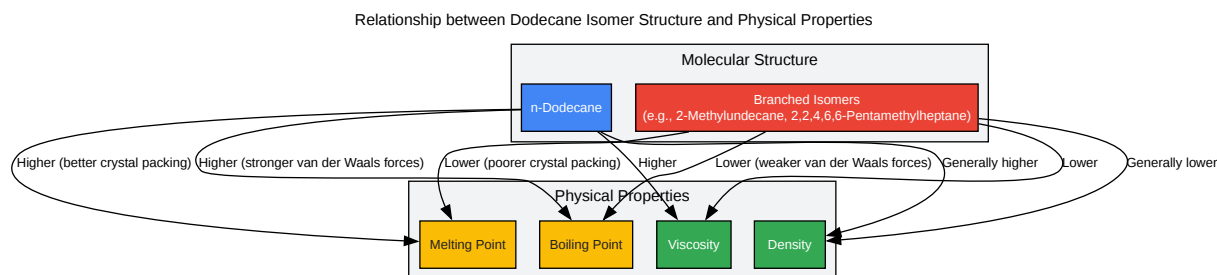 Relationship between Dodecane Isomer Structure and Physical Properties
Molecular Structure
n-Dodecane
Branched Isomers
(e.g., 2-Methylundecane, 2,2,4,6,6-Pentamethylheptane)
Higher (better crystal packing)
Higher (stronger van der Waals forces)
Lower (poorer crystal packing)
Higher
Lower (weaker van der Waals forces)
Generally higher
Lower
Generally lower
Physical Properties
Melting Point
Boiling Point
Viscosity
Density